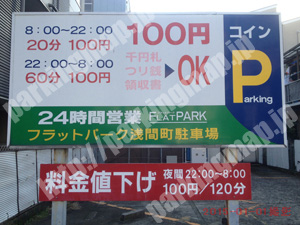 8:00~22:00
20分 100円
22:00~8:00
60分 100円
100円
千円札
つり銭
領収書
OK
コイン
P
Parking
24時間営業 FLAT PARK
フラットパーク浅間町駐車場
料金値下げ
夜間 22:00~8:00
100円/120分